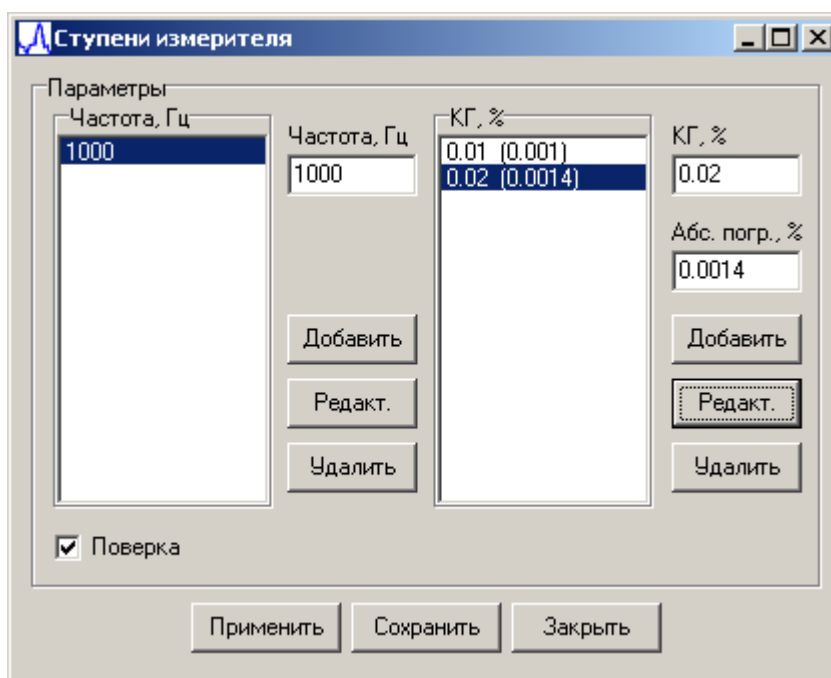 Ступени измерителя
Параметры
Частота, Гц
1000
Частота, Гц
1000
Добавить
Редакт.
Удалить
КГ, %
0.01 (0.001)
0.02 (0.0014)
КГ, %
0.02
Абс. погр., %
0.0014
Добавить
Редакт.
Удалить
Поверка
Применить
Сохранить
Закрыть